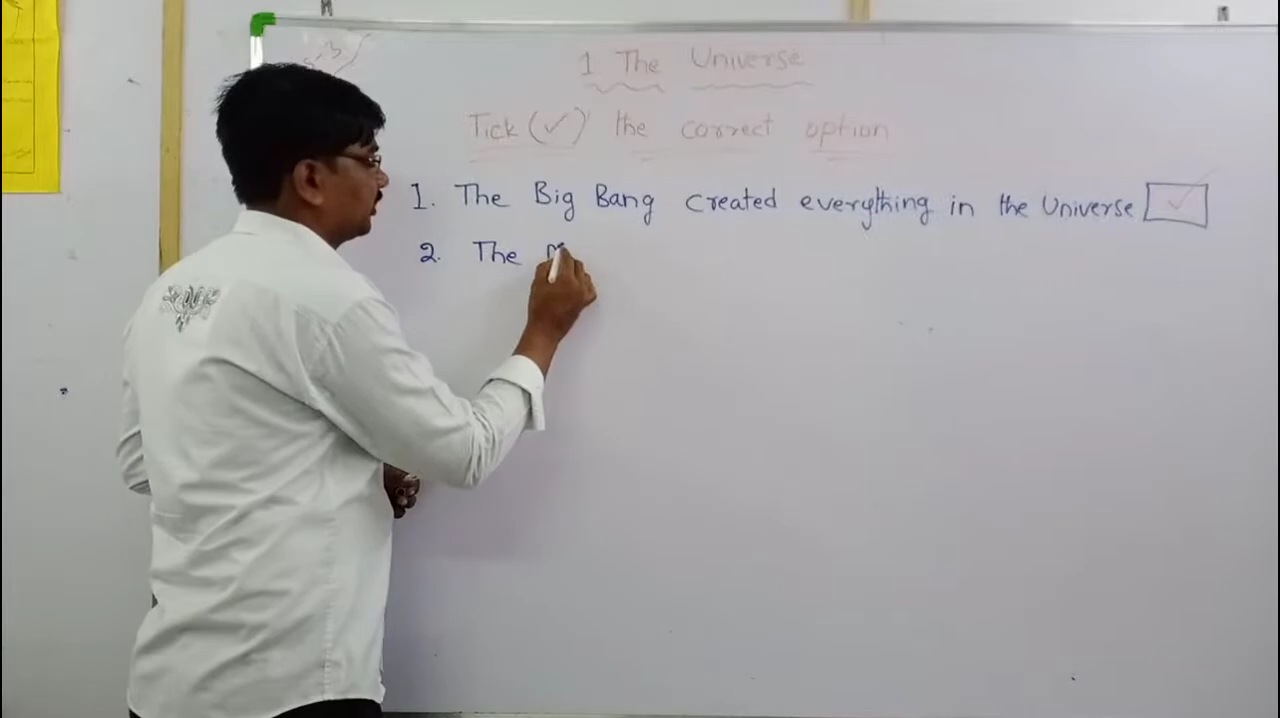 1 The Universe
Tick (✓) the correct option
1. The Big Bang created everything in the Universe ✓
2. The